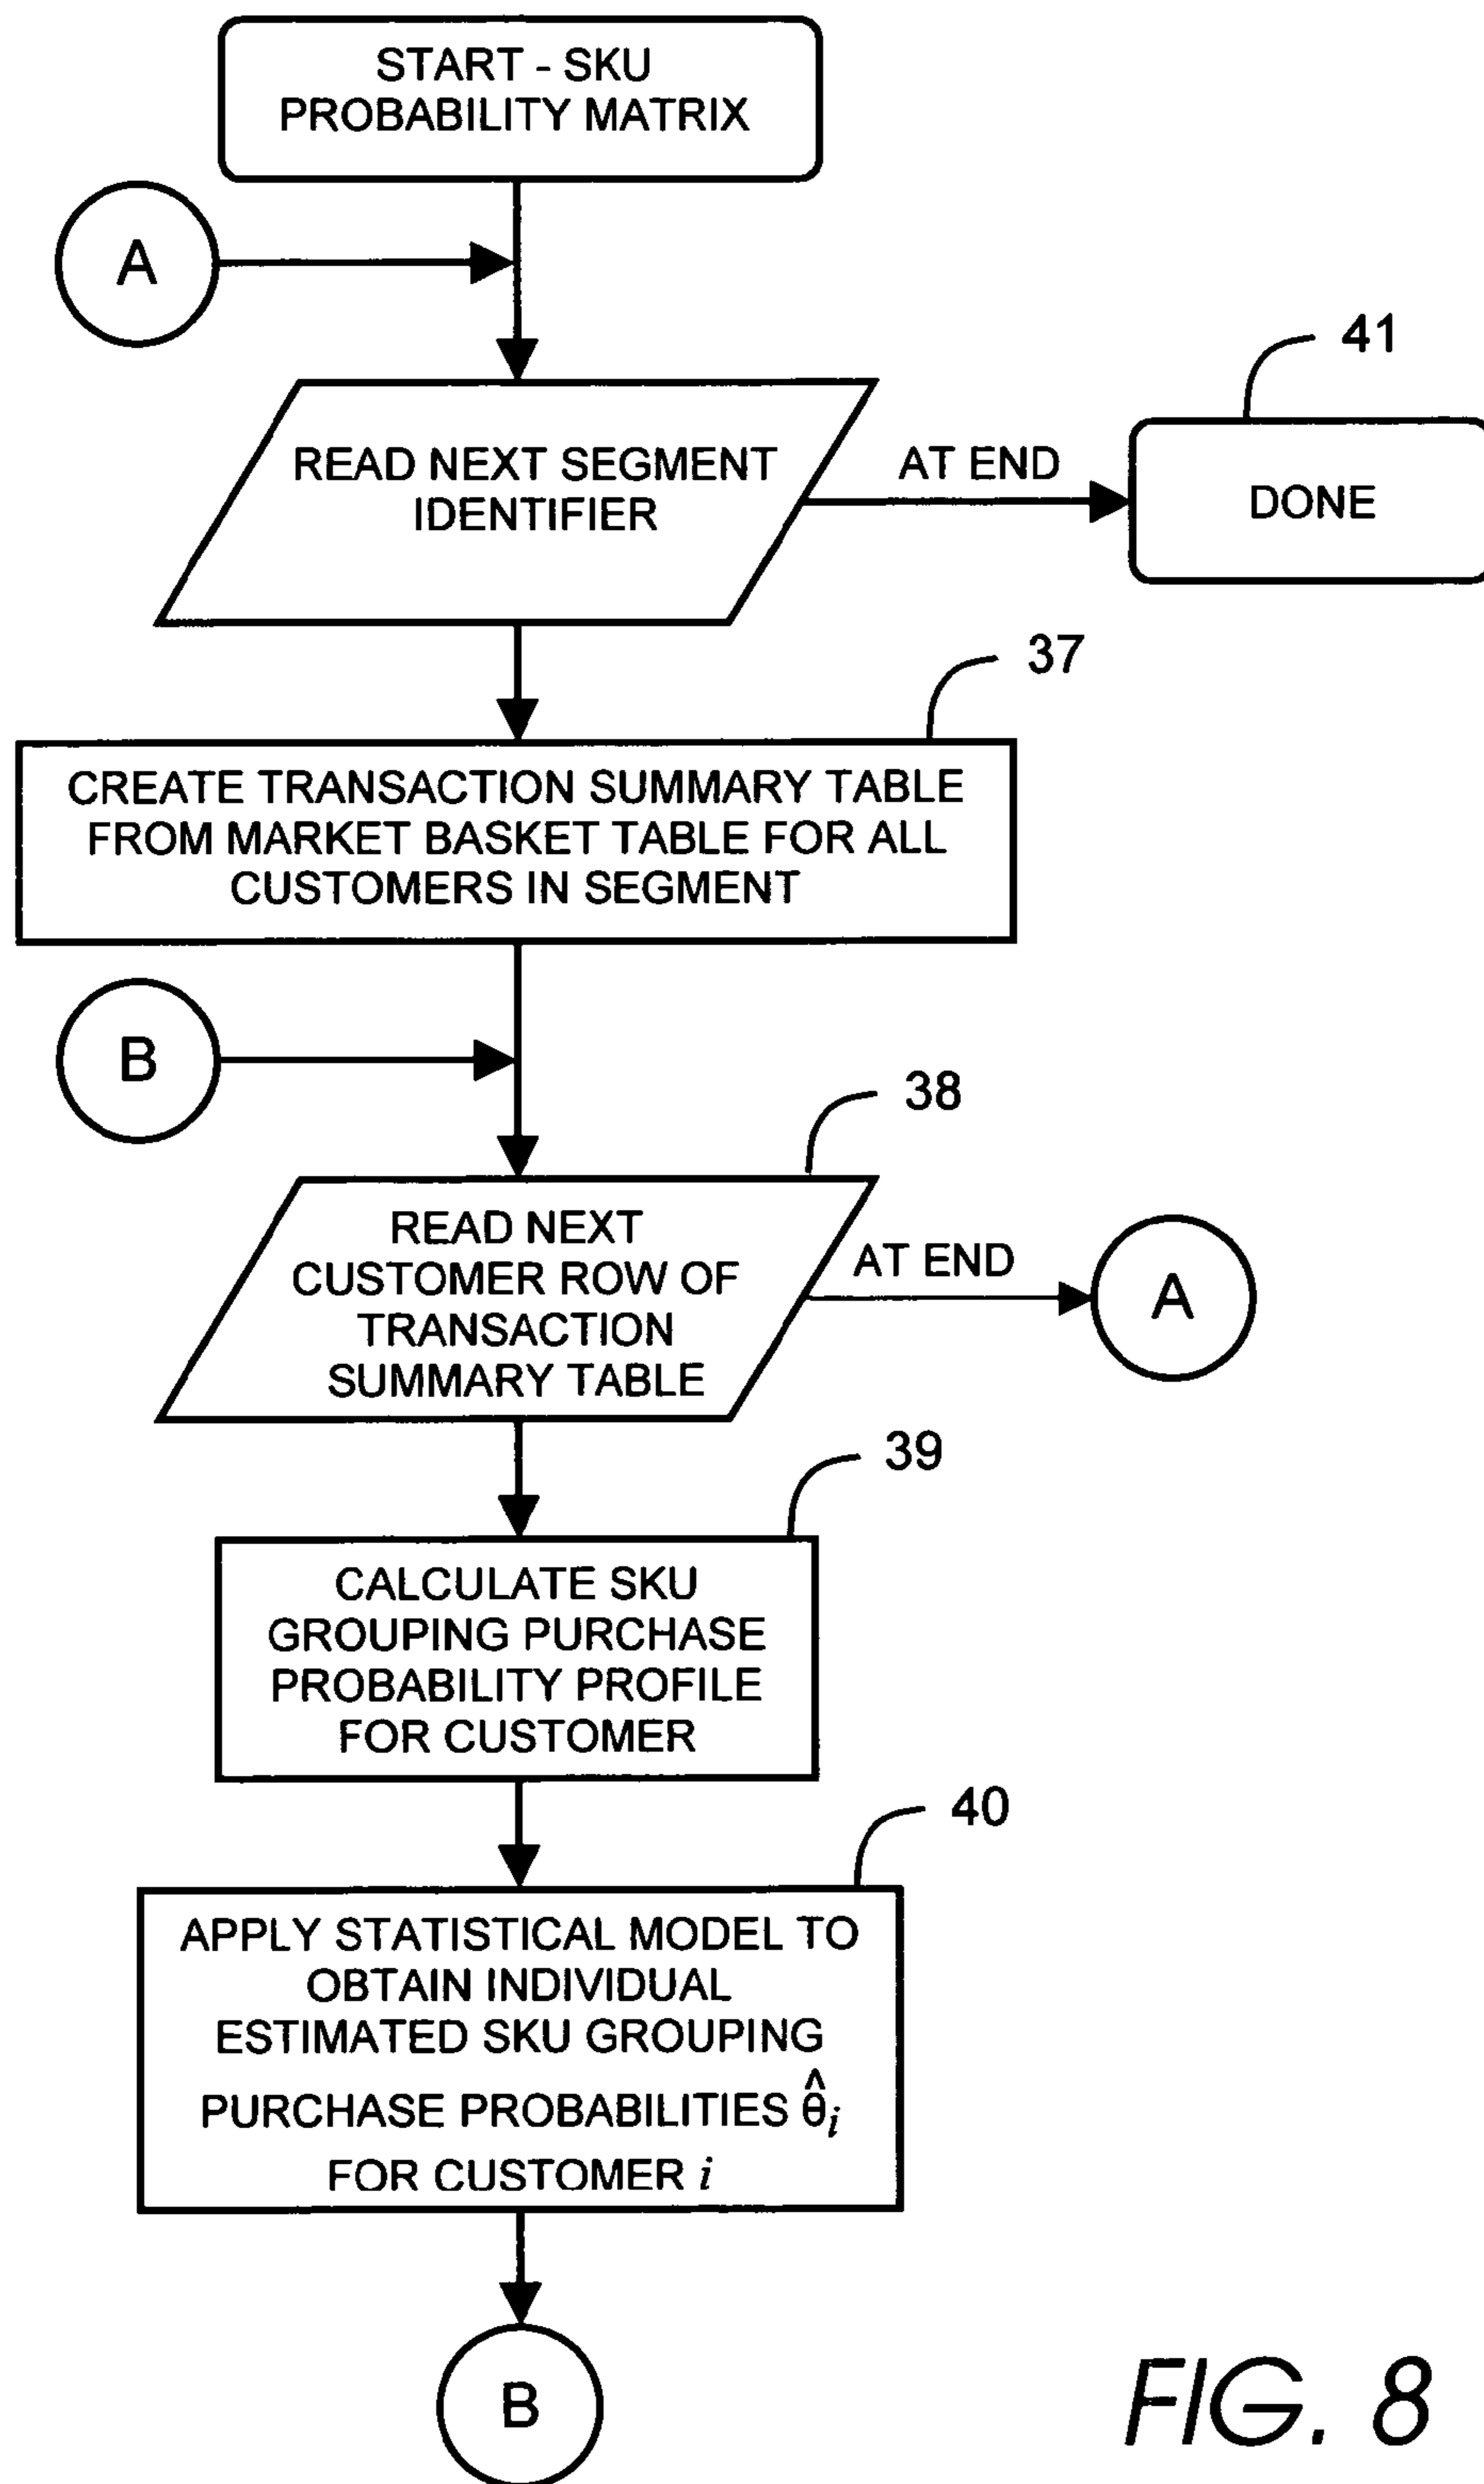 START - SKU
PROBABILITY MATRIX
A
41
READ NEXT SEGMENT
IDENTIFIER
AT END
DONE
37
CREATE TRANSACTION SUMMARY TABLE
FROM MARKET BASKET TABLE FOR ALL
CUSTOMERS IN SEGMENT
B
38
READ NEXT
CUSTOMER ROW OF
TRANSACTION
SUMMARY TABLE
AT END
A
39
CALCULATE SKU
GROUPING PURCHASE
PROBABILITY PROFILE
FOR CUSTOMER
40
APPLY STATISTICAL MODEL TO
OBTAIN INDIVIDUAL
ESTIMATED SKU GROUPING
PURCHASE PROBABILITIES θ̂ᵢ
FOR CUSTOMER i
B
FIG. 8